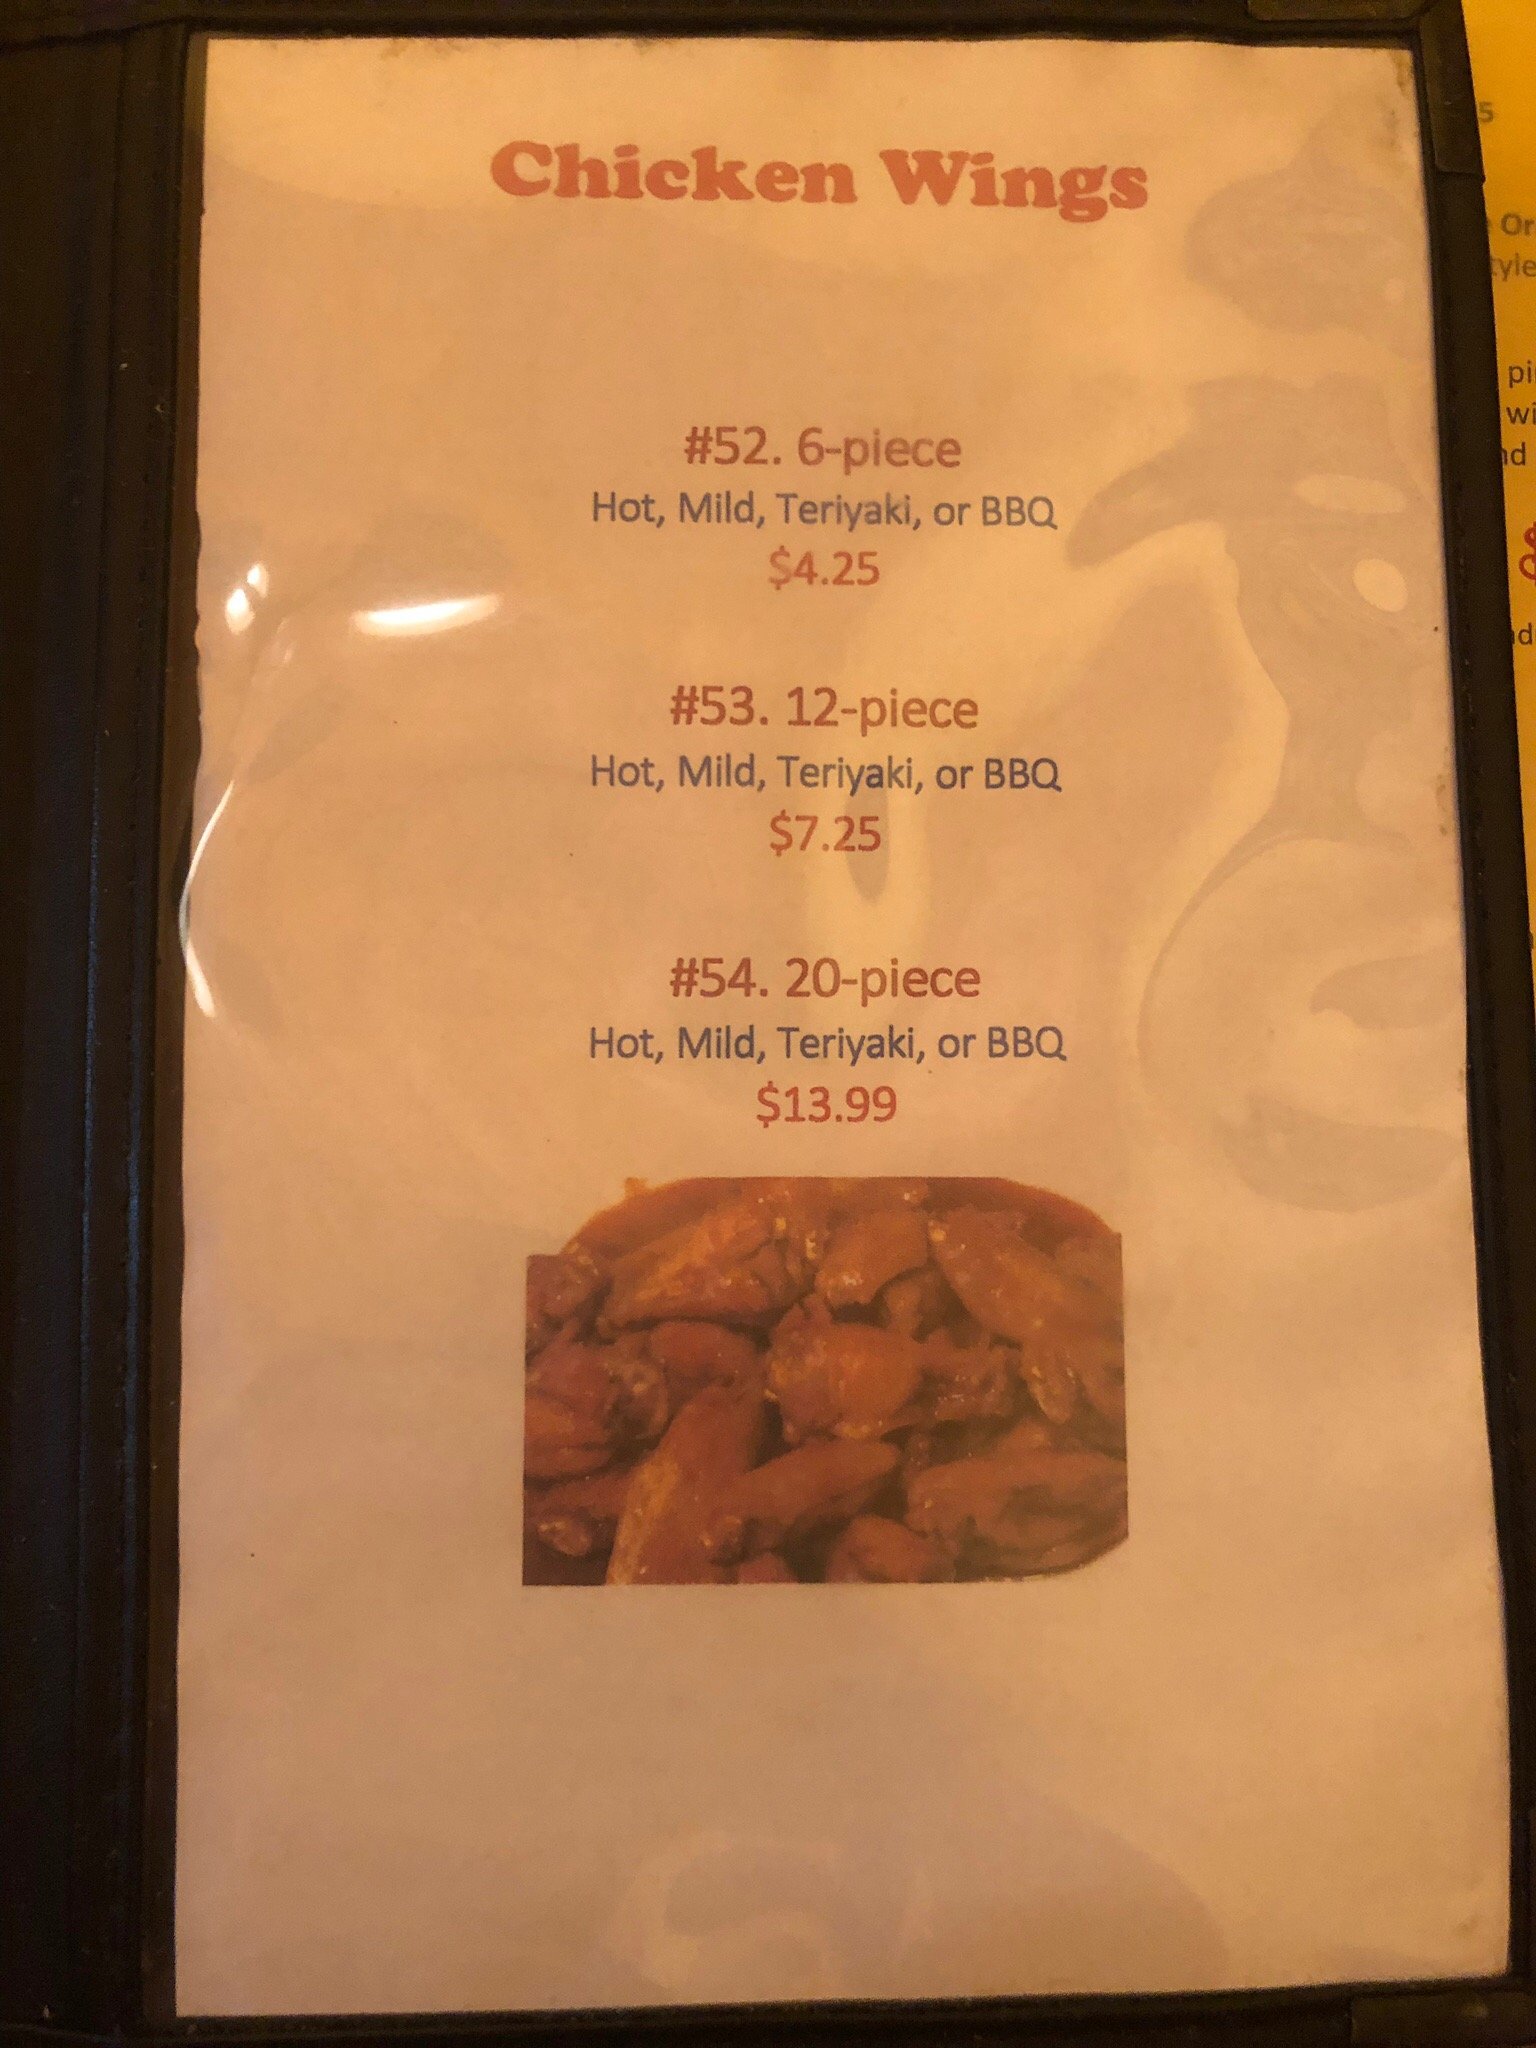 Chicken Wings
#52. 6-piece
Hot, Mild, Teriyaki, or BBQ
$4.25
#53. 12-piece
Hot, Mild, Teriyaki, or BBQ
$7.25
#54. 20-piece
Hot, Mild, Teriyaki, or BBQ
$13.99